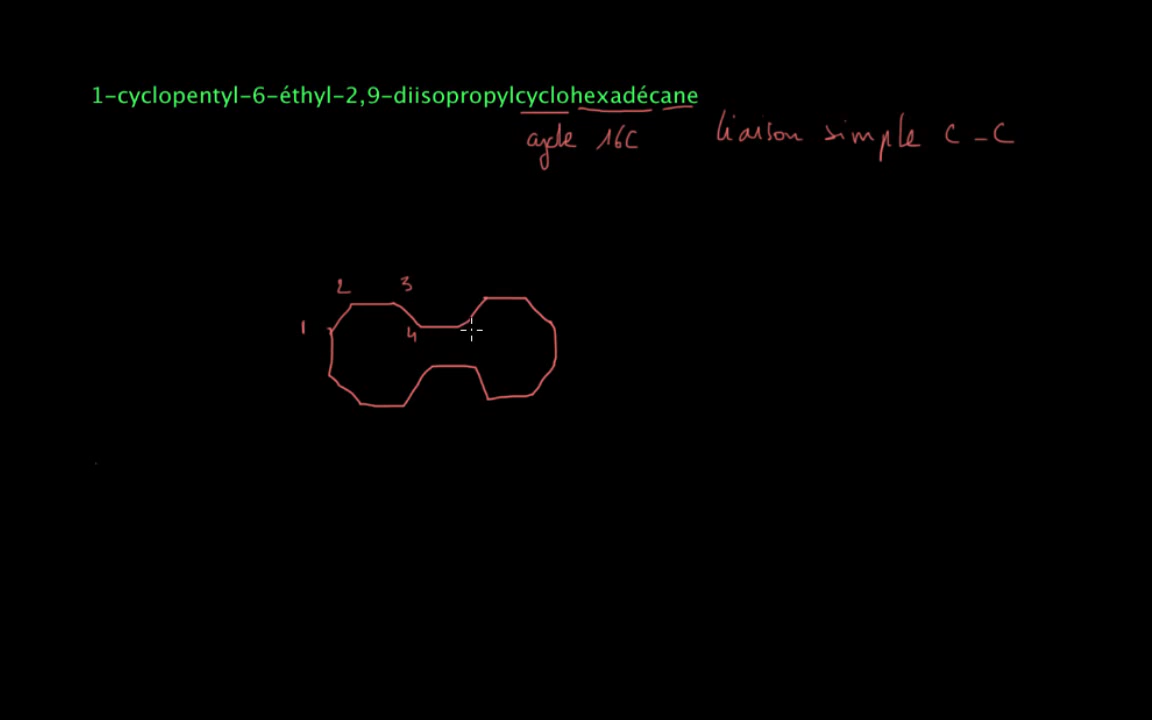 1-cyclopentyl-6-éthyl-2,9-diisopropylcyclohexadécane
cycle 16C liaison simple C-C
2 3
1 4